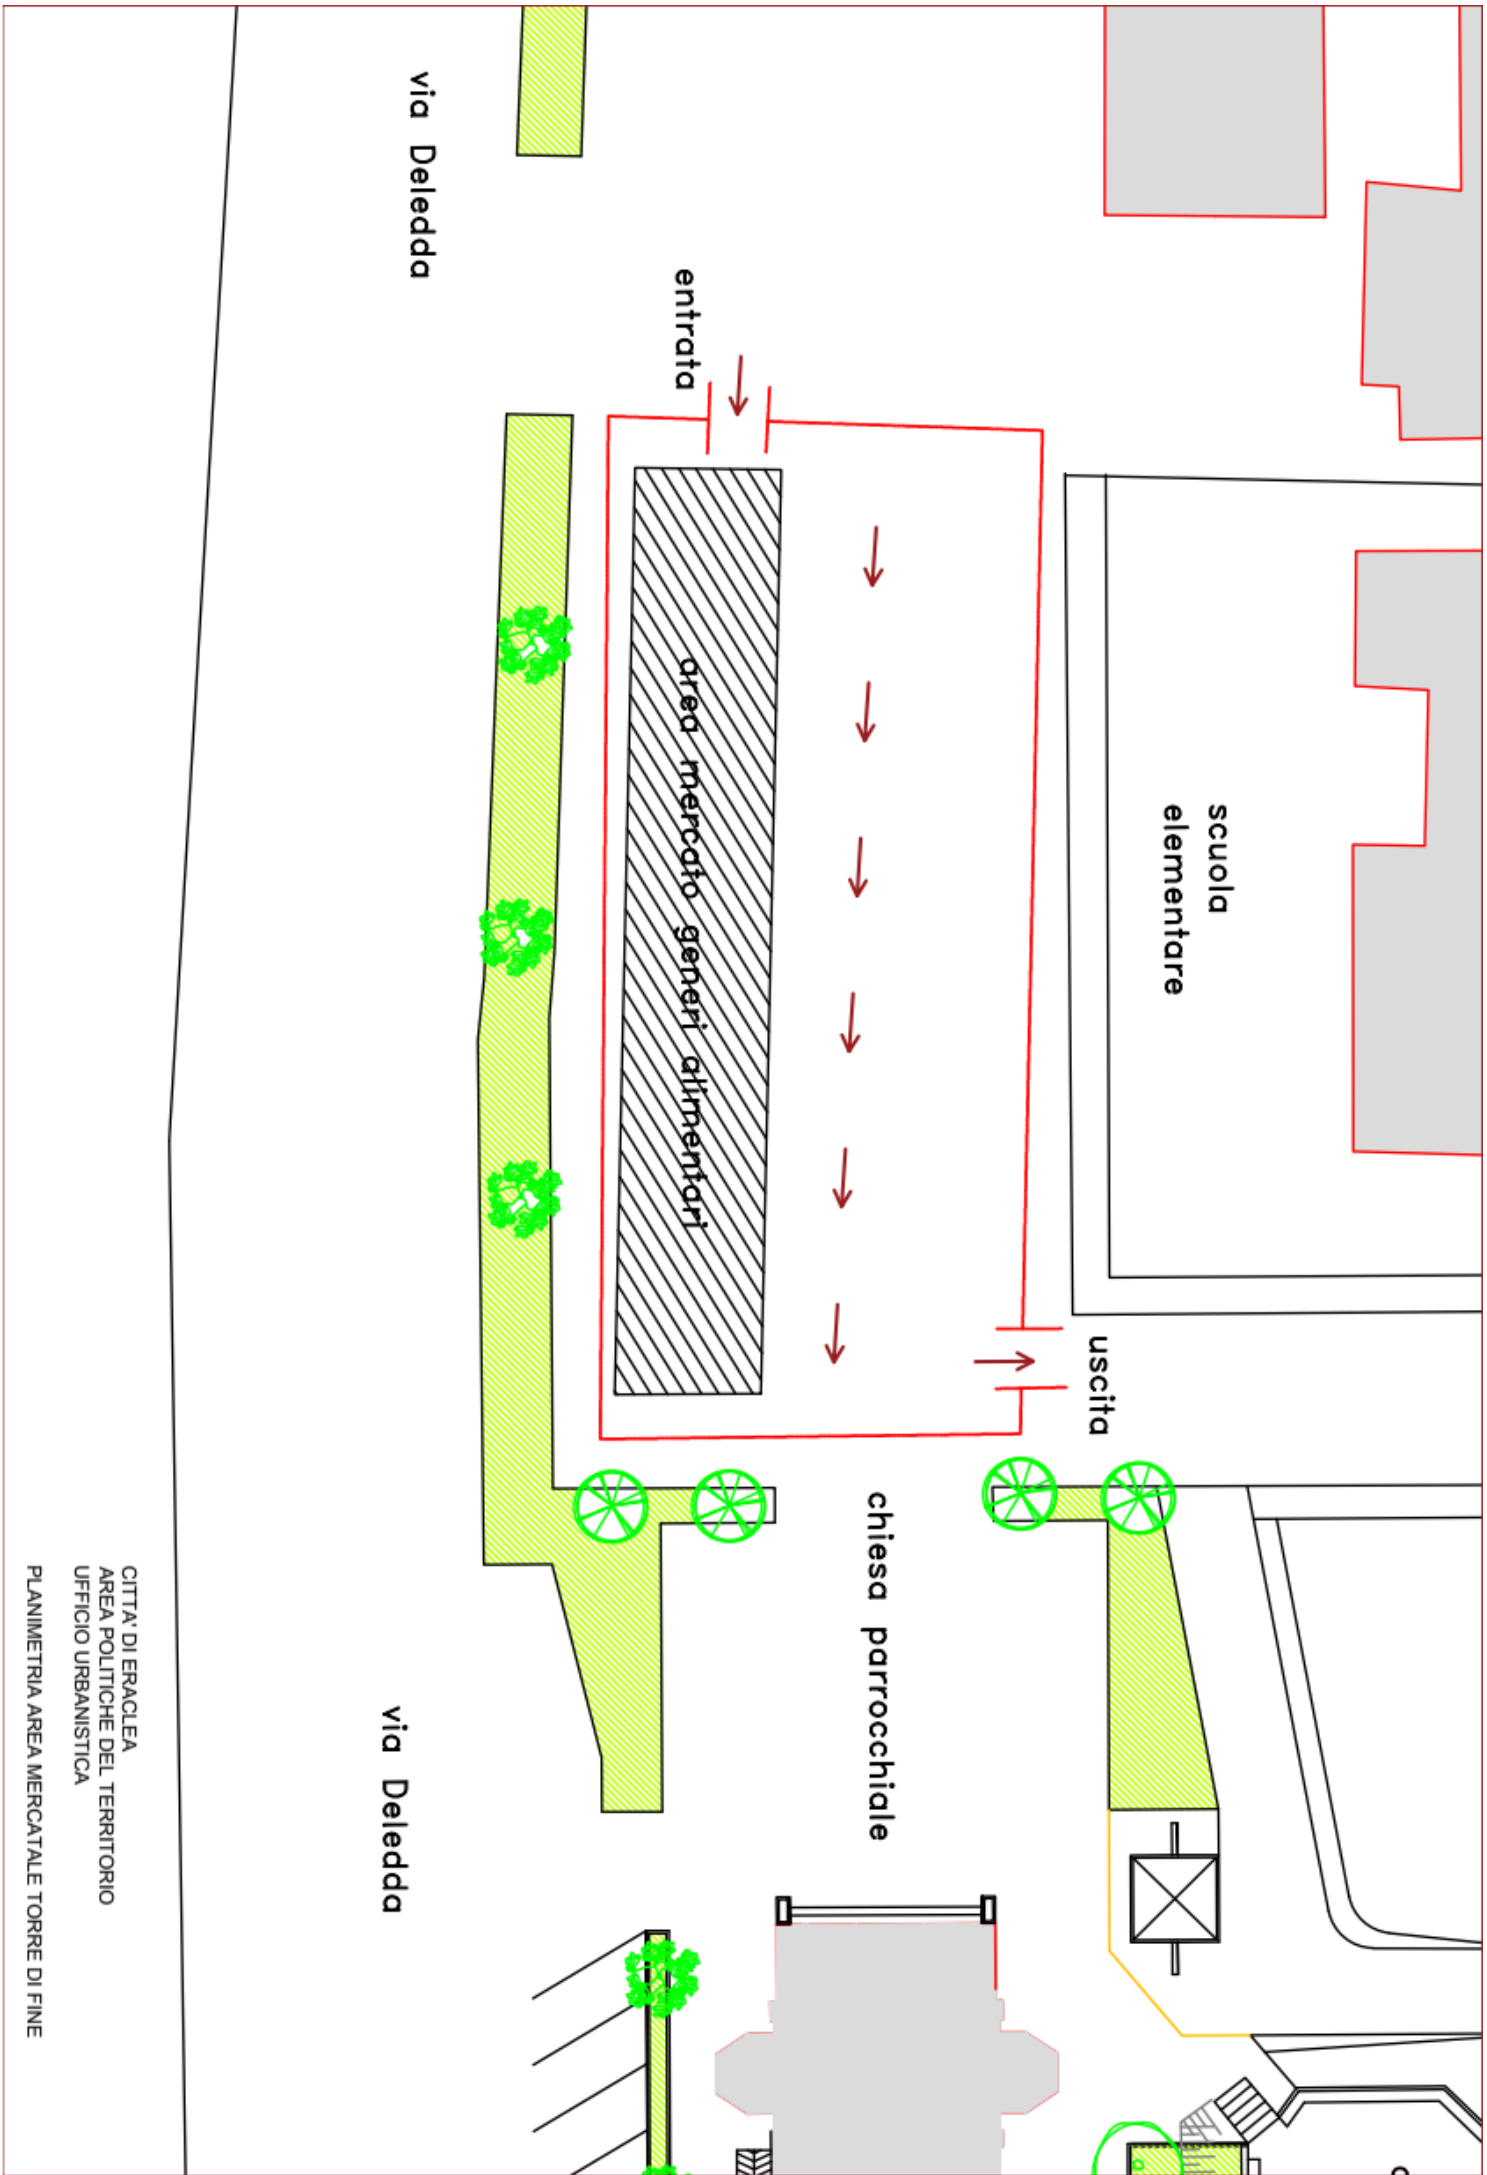 via Deledda
entrata
area mercato generi alimentari
scuola
elementare
uscita
chiesa parrocchiale
via Deledda
CITTA' DI ERACLEA
AREA POLITICHE DEL TERRITORIO
UFFICIO URBANISTICA
PLANIMETRIA AREA MERCATALE TORRE DI FINE